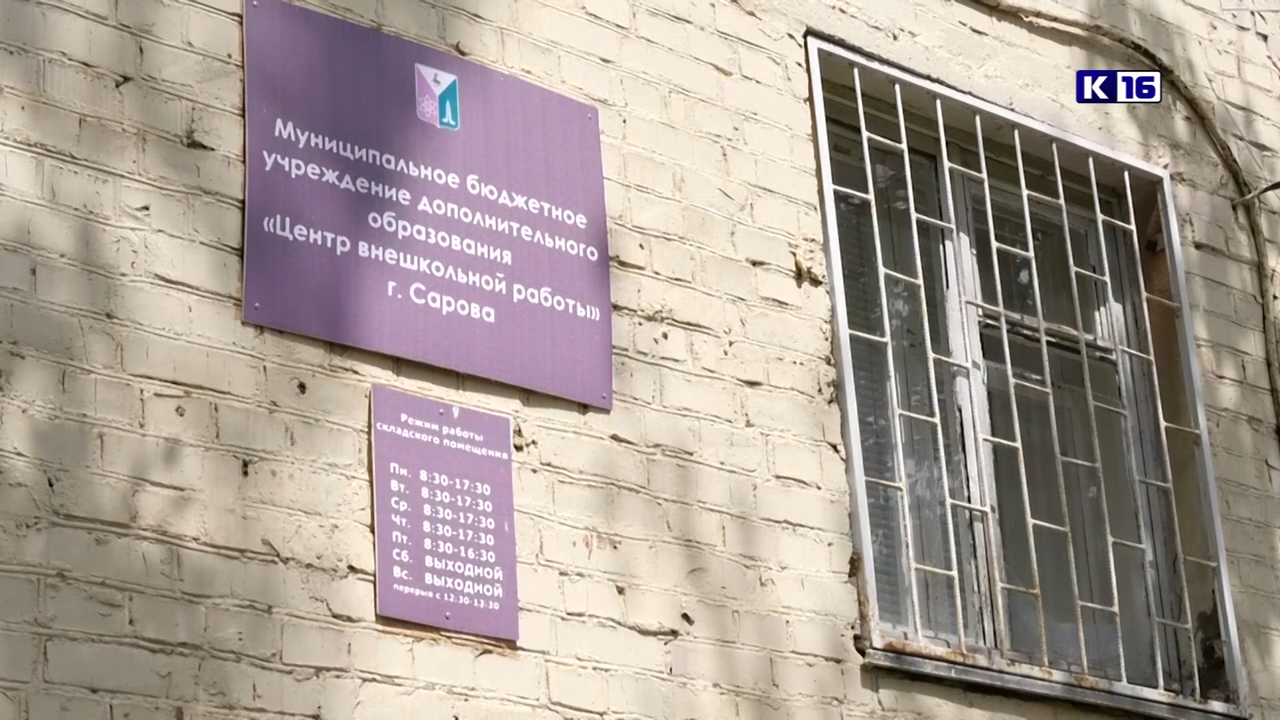 К 16
Муниципальное бюджетное
учреждение дополнительного
образования
«Центр внешкольной работы»
г. Сарова
Режим работы
складского помещения
Пн. 8:30-17:30
Вт. 8:30-17:30
Ср. 8:30-17:30
Чт. 8:30-17:30
Пт. 8:30-16:30
Сб. ВЫХОДНОЙ
Вс. ВЫХОДНОЙ
перерыв с 12:30-13:30